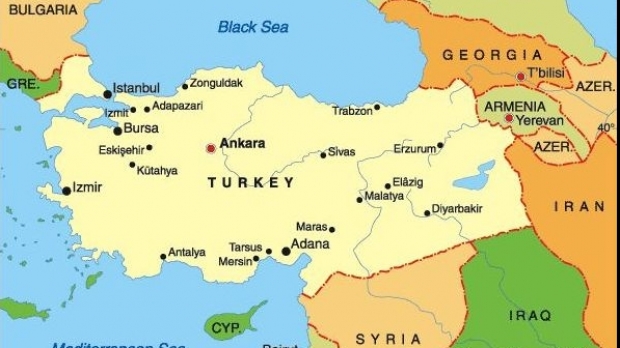 BULGARIA
Black Sea
GEORGIA
T'bilisi
GRE.
Istanbul
Zonguldak
AZER.
Izmit
Adapazari
Trabzon
ARMENIA
Yerevan
Bursa
40°
Eskişehir
Ankara
Sivas
Erzurum
AZER.
Kütahya
Izmir
TURKEY
Elâzig
Malatya
Diyarbakir
IRAN
Maras
Antalya
Tarsus
Mersin
Adana
CYP.
SYRIA
IRAQ
Mediterranean Sea
Beirut